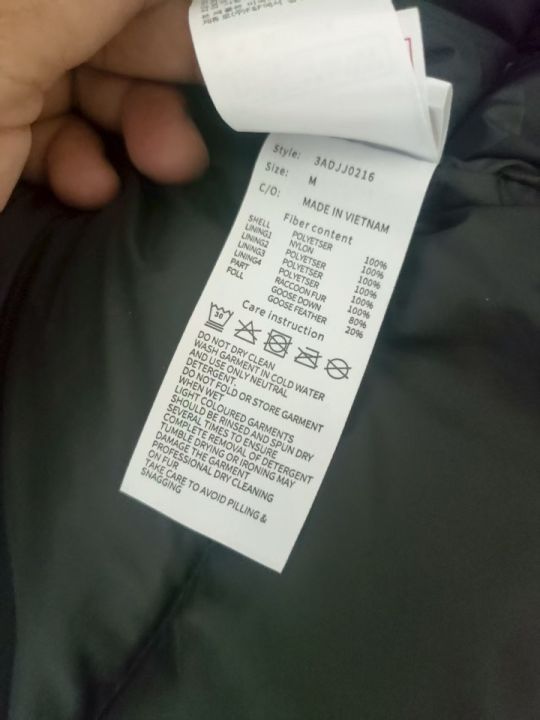 Style: 3ADJJ0216
Size: M
C/O: MADE IN VIETNAM
Fiber content
SHELL POLYETSER 100%
LINING1 NYLON 100%
LINING2 POLYETSER 100%
LINING3 POLYETSER 100%
LINING4 POLYETSER 100%
PART RACCOON FUR 100%
FOLL GOOSE DOWN 80%
GOOSE FEATHER 20%
Care instruction
30
DO NOT DRY CLEAN
WASH GARMENT IN COLD WATER
AND USE ONLY NEUTRAL
DETERGENT.
DO NOT FOLD OR STORE GARMENT
WHEN WET
LIGHT COLOURED GARMENTS
SHOULD BE RINSED AND SPUN DRY
SEVERAL TIMES TO ENSURE
COMPLETE REMOVAL OF DETERGENT
TUMBLE DRYING OR IRONING MAY
DAMAGE THE GARMENT
PROFESSIONAL DRY CLEANING
ON FUR
TAKE CARE TO AVOID PILLING &
SNAGGING